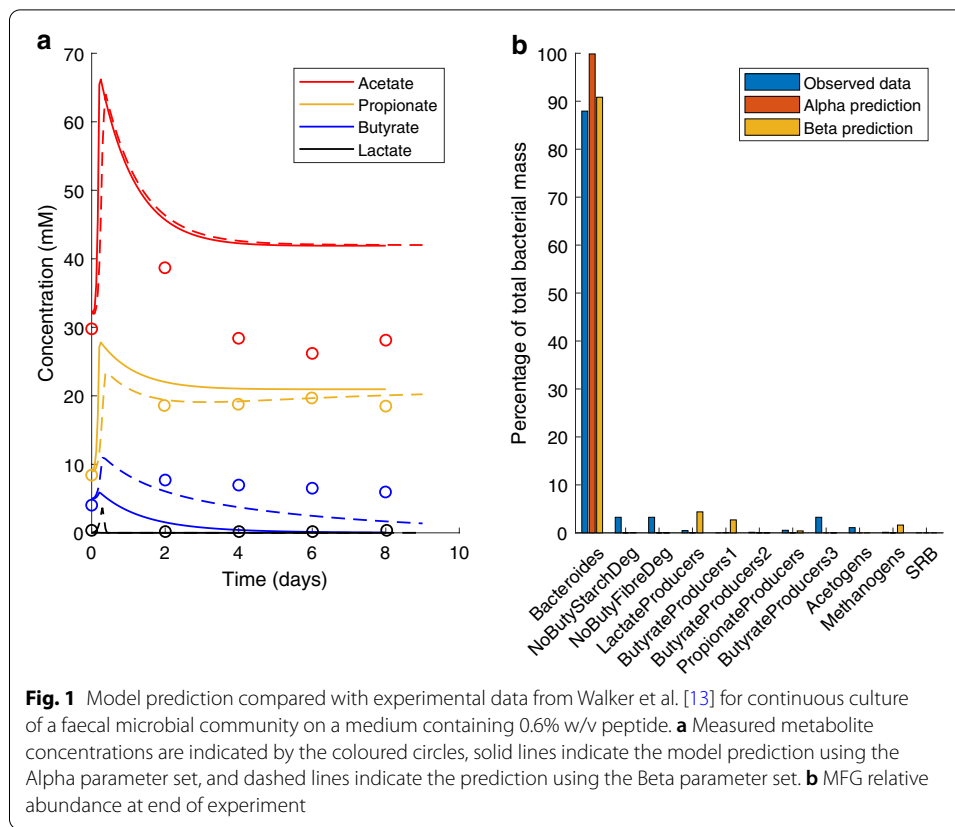 a
70
60
50
40
30
20
10
0
Concentration (mM)
0 2 4 6 8 10
Time (days)
Acetate
Propionate
Butyrate
Lactate
b
100
90
80
70
60
50
40
30
20
10
0
Percentage of total bacterial mass
Observed data
Alpha prediction
Beta prediction
Bacteroides
NoButyStarchDeg
NoButyFibreDeg
LactateProducers
ButyrateProducers1
ButyrateProducers2
PropionateProducers
ButyrateProducers3
Acetogens
Methanogens
SRB
Fig. 1 Model prediction compared with experimental data from Walker et al. [13] for continuous culture
of a faecal microbial community on a medium containing 0.6% w/v peptide. a Measured metabolite
concentrations are indicated by the coloured circles, solid lines indicate the model prediction using the
Alpha parameter set, and dashed lines indicate the prediction using the Beta parameter set. b MFG relative
abundance at end of experiment